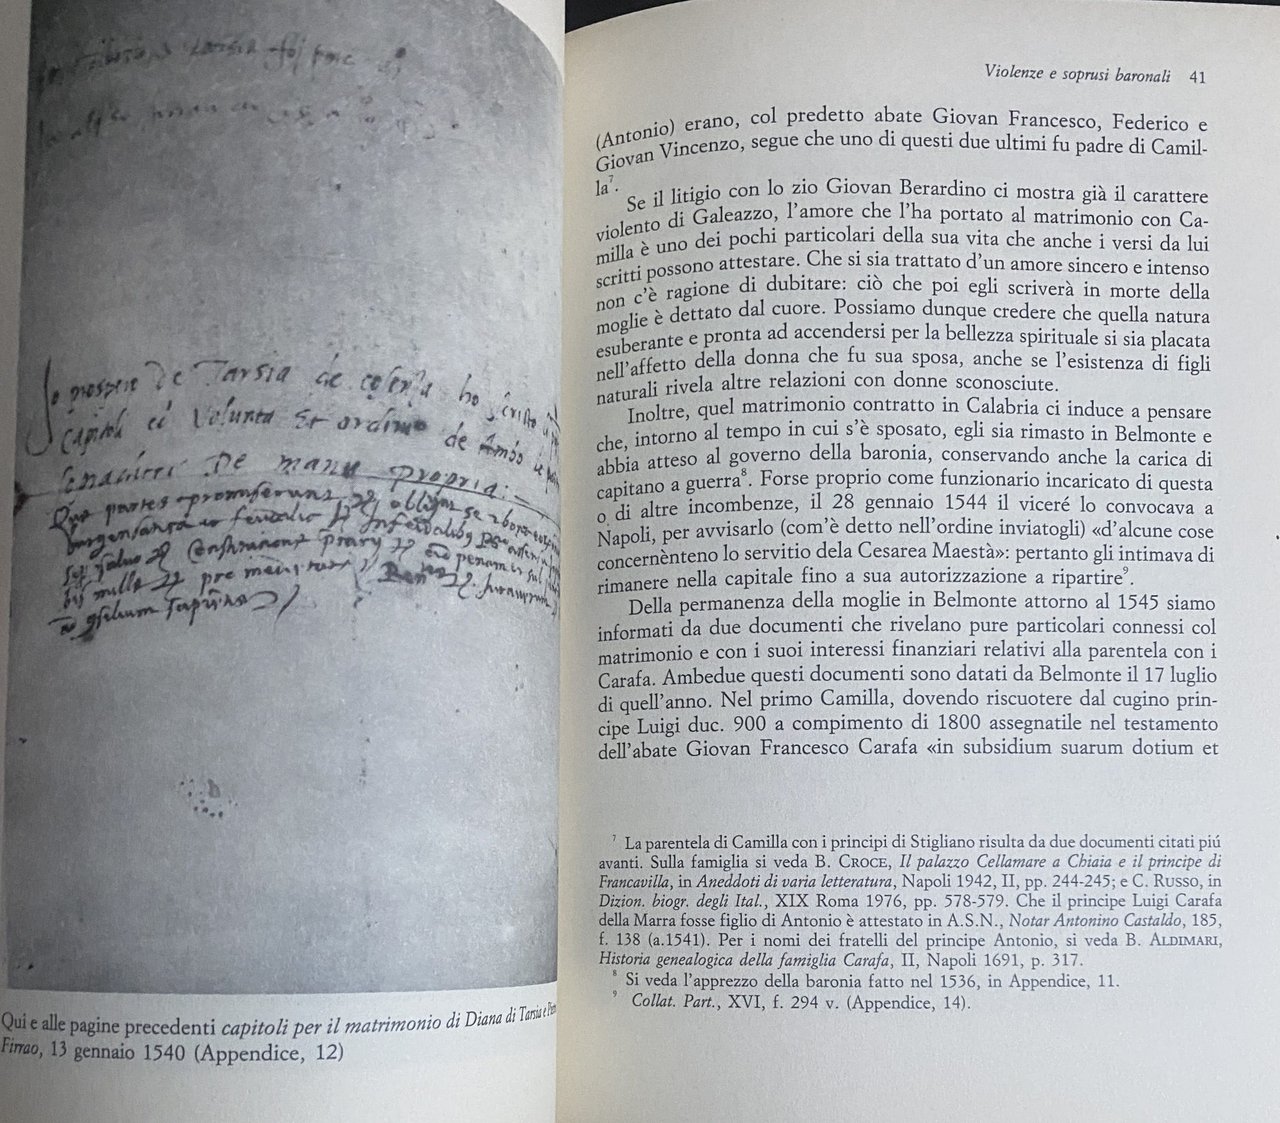 Jo prospero De Tarsia de cosenza ho scritto
Capitoli et Voluntà Et ordine de Ambo le
De manu propria:
Qui e alle pagine precedenti capitoli per il matrimonio di Diana di Tarsia e
Firrao, 13 gennaio 1540 (Appendice, 12)
Violenze e soprusi baronali 41
(Antonio) erano, col predetto abate Giovan Francesco, Federico e
Giovan Vincenzo, segue che uno di questi due ultimi fu padre di Camil-
la⁷.
Se il litigio con lo zio Giovan Berardino ci mostra già il carattere
violento di Galeazzo, l’amore che l’ha portato al matrimonio con Ca-
milla è uno dei pochi particolari della sua vita che anche i versi da lui
scritti possono attestare. Che si sia trattato d’un amore sincero e intenso
non c’è ragione di dubitare: ciò che poi egli scriverà in morte della
moglie è dettato dal cuore. Possiamo dunque credere che quella natura
esuberante e pronta ad accendersi per la bellezza spirituale si sia placata
nell’affetto della donna che fu sua sposa, anche se l’esistenza di figli
naturali rivela altre relazioni con donne sconosciute.
Inoltre, quel matrimonio contratto in Calabria ci induce a pensare
che, intorno al tempo in cui s’è sposato, egli sia rimasto in Belmonte e
abbia atteso al governo della baronia, conservando anche la carica di
capitano a guerra⁸. Forse proprio come funzionario incaricato di questa
o di altre incombenze, il 28 gennaio 1544 il viceré lo convocava a
Napoli, per avvisarlo (com’è detto nell’ordine inviatogli) «d’alcune cose
concernènteno lo servitio dela Cesarea Maestà»: pertanto gli intimava di
rimanere nella capitale fino a sua autorizzazione a ripartire⁹.
Della permanenza della moglie in Belmonte attorno al 1545 siamo
informati da due documenti che rivelano pure particolari connessi col
matrimonio e con i suoi interessi finanziari relativi alla parentela con i
Carafa. Ambedue questi documenti sono datati da Belmonte il 17 luglio
di quell’anno. Nel primo Camilla, dovendo riscuotere dal cugino prin-
cipe Luigi duc. 900 a compimento di 1800 assegnatile nel testamento
dell’abate Giovan Francesco Carafa «in subsidium suarum dotium et
⁷ La parentela di Camilla con i principi di Stigliano risulta da due documenti citati piú
avanti. Sulla famiglia si veda B. CROCE, Il palazzo Cellamare a Chiaia e il principe di
Francavilla, in Aneddoti di varia letteratura, Napoli 1942, II, pp. 244-245; e C. RUSSO, in
Dizion. biogr. degli Ital., XIX Roma 1976, pp. 578-579. Che il principe Luigi Carafa
della Marra fosse figlio di Antonio è attestato in A.S.N., Notar Antonino Castaldo, 185,
f. 138 (a.1541). Per i nomi dei fratelli del principe Antonio, si veda B. ALDIMARI,
Historia genealogica della famiglia Carafa, II, Napoli 1691, p. 317.
⁸ Si veda l’apprezzo della baronia fatto nel 1536, in Appendice, 11.
⁹ Collat. Part., XVI, f. 294 v. (Appendice, 14).